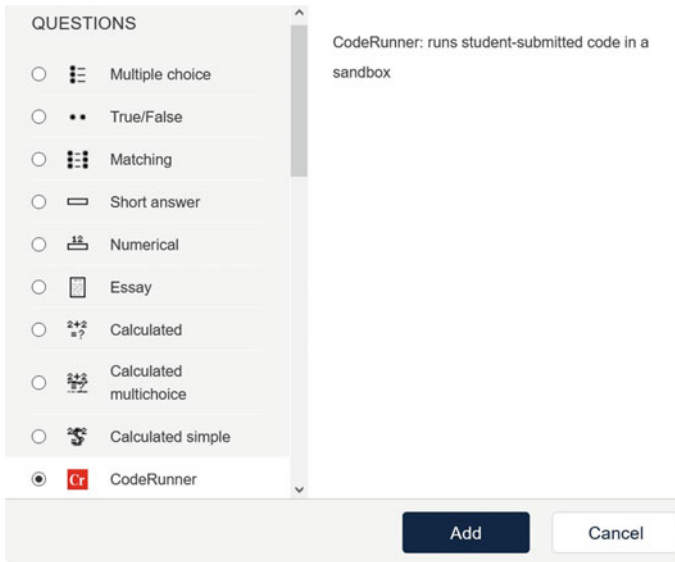 QUESTIONS
Multiple choice
True/False
Matching
Short answer
12
Numerical
Essay
2+2
=?
Calculated
2+2
=?
Calculated
multichoice
Calculated simple
Cr
CodeRunner
CodeRunner: runs student-submitted code in a
sandbox
Add
Cancel